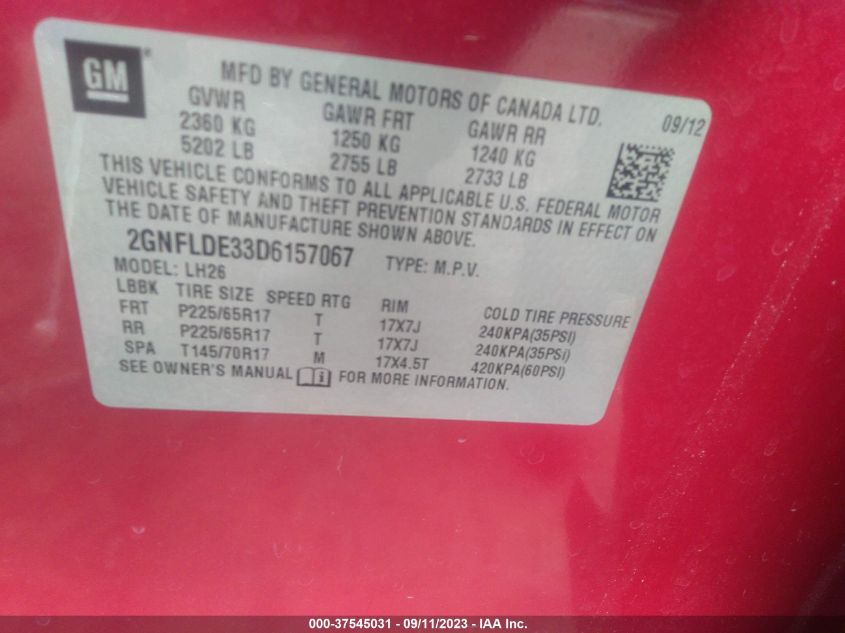 GM ®
MFD BY GENERAL MOTORS OF CANADA LTD.
09/12
GVWR GAWR FRT GAWR RR
2360 KG 1250 KG 1240 KG
5202 LB 2755 LB 2733 LB
THIS VEHICLE CONFORMS TO ALL APPLICABLE U.S. FEDERAL MOTOR
VEHICLE SAFETY AND THEFT PREVENTION STANDARDS IN EFFECT ON
THE DATE OF MANUFACTURE SHOWN ABOVE.
2GNFLDE33D6157067 TYPE: M.P.V.
MODEL: LH26
LBBK TIRE SIZE SPEED RTG RIM COLD TIRE PRESSURE
FRT P225/65R17 T 17X7J 240KPA(35PSI)
RR P225/65R17 T 17X7J 240KPA(35PSI)
SPA T145/70R17 M 17X4.5T 420KPA(60PSI)
SEE OWNER'S MANUAL FOR MORE INFORMATION.
000-37545031 - 09/11/2023 - IAA Inc.